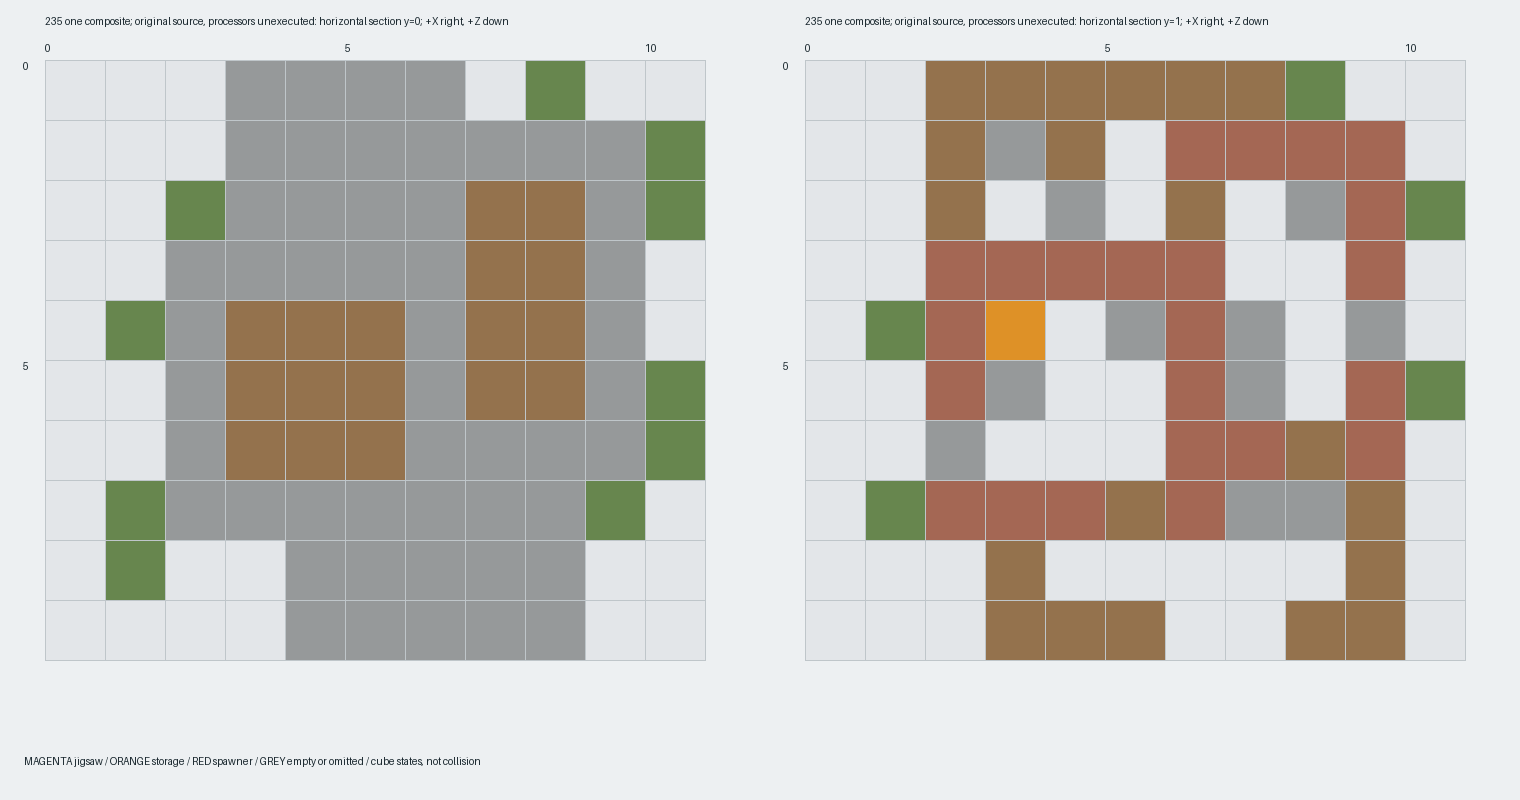 235 one composite; original source, processors unexecuted: horizontal section y=0; +X right, +Z down
235 one composite; original source, processors unexecuted: horizontal section y=1; +X right, +Z down
0 5 10
0 5 10
0
0
5
5
MAGENTA jigsaw / ORANGE storage / RED spawner / GREY empty or omitted / cube states, not collision